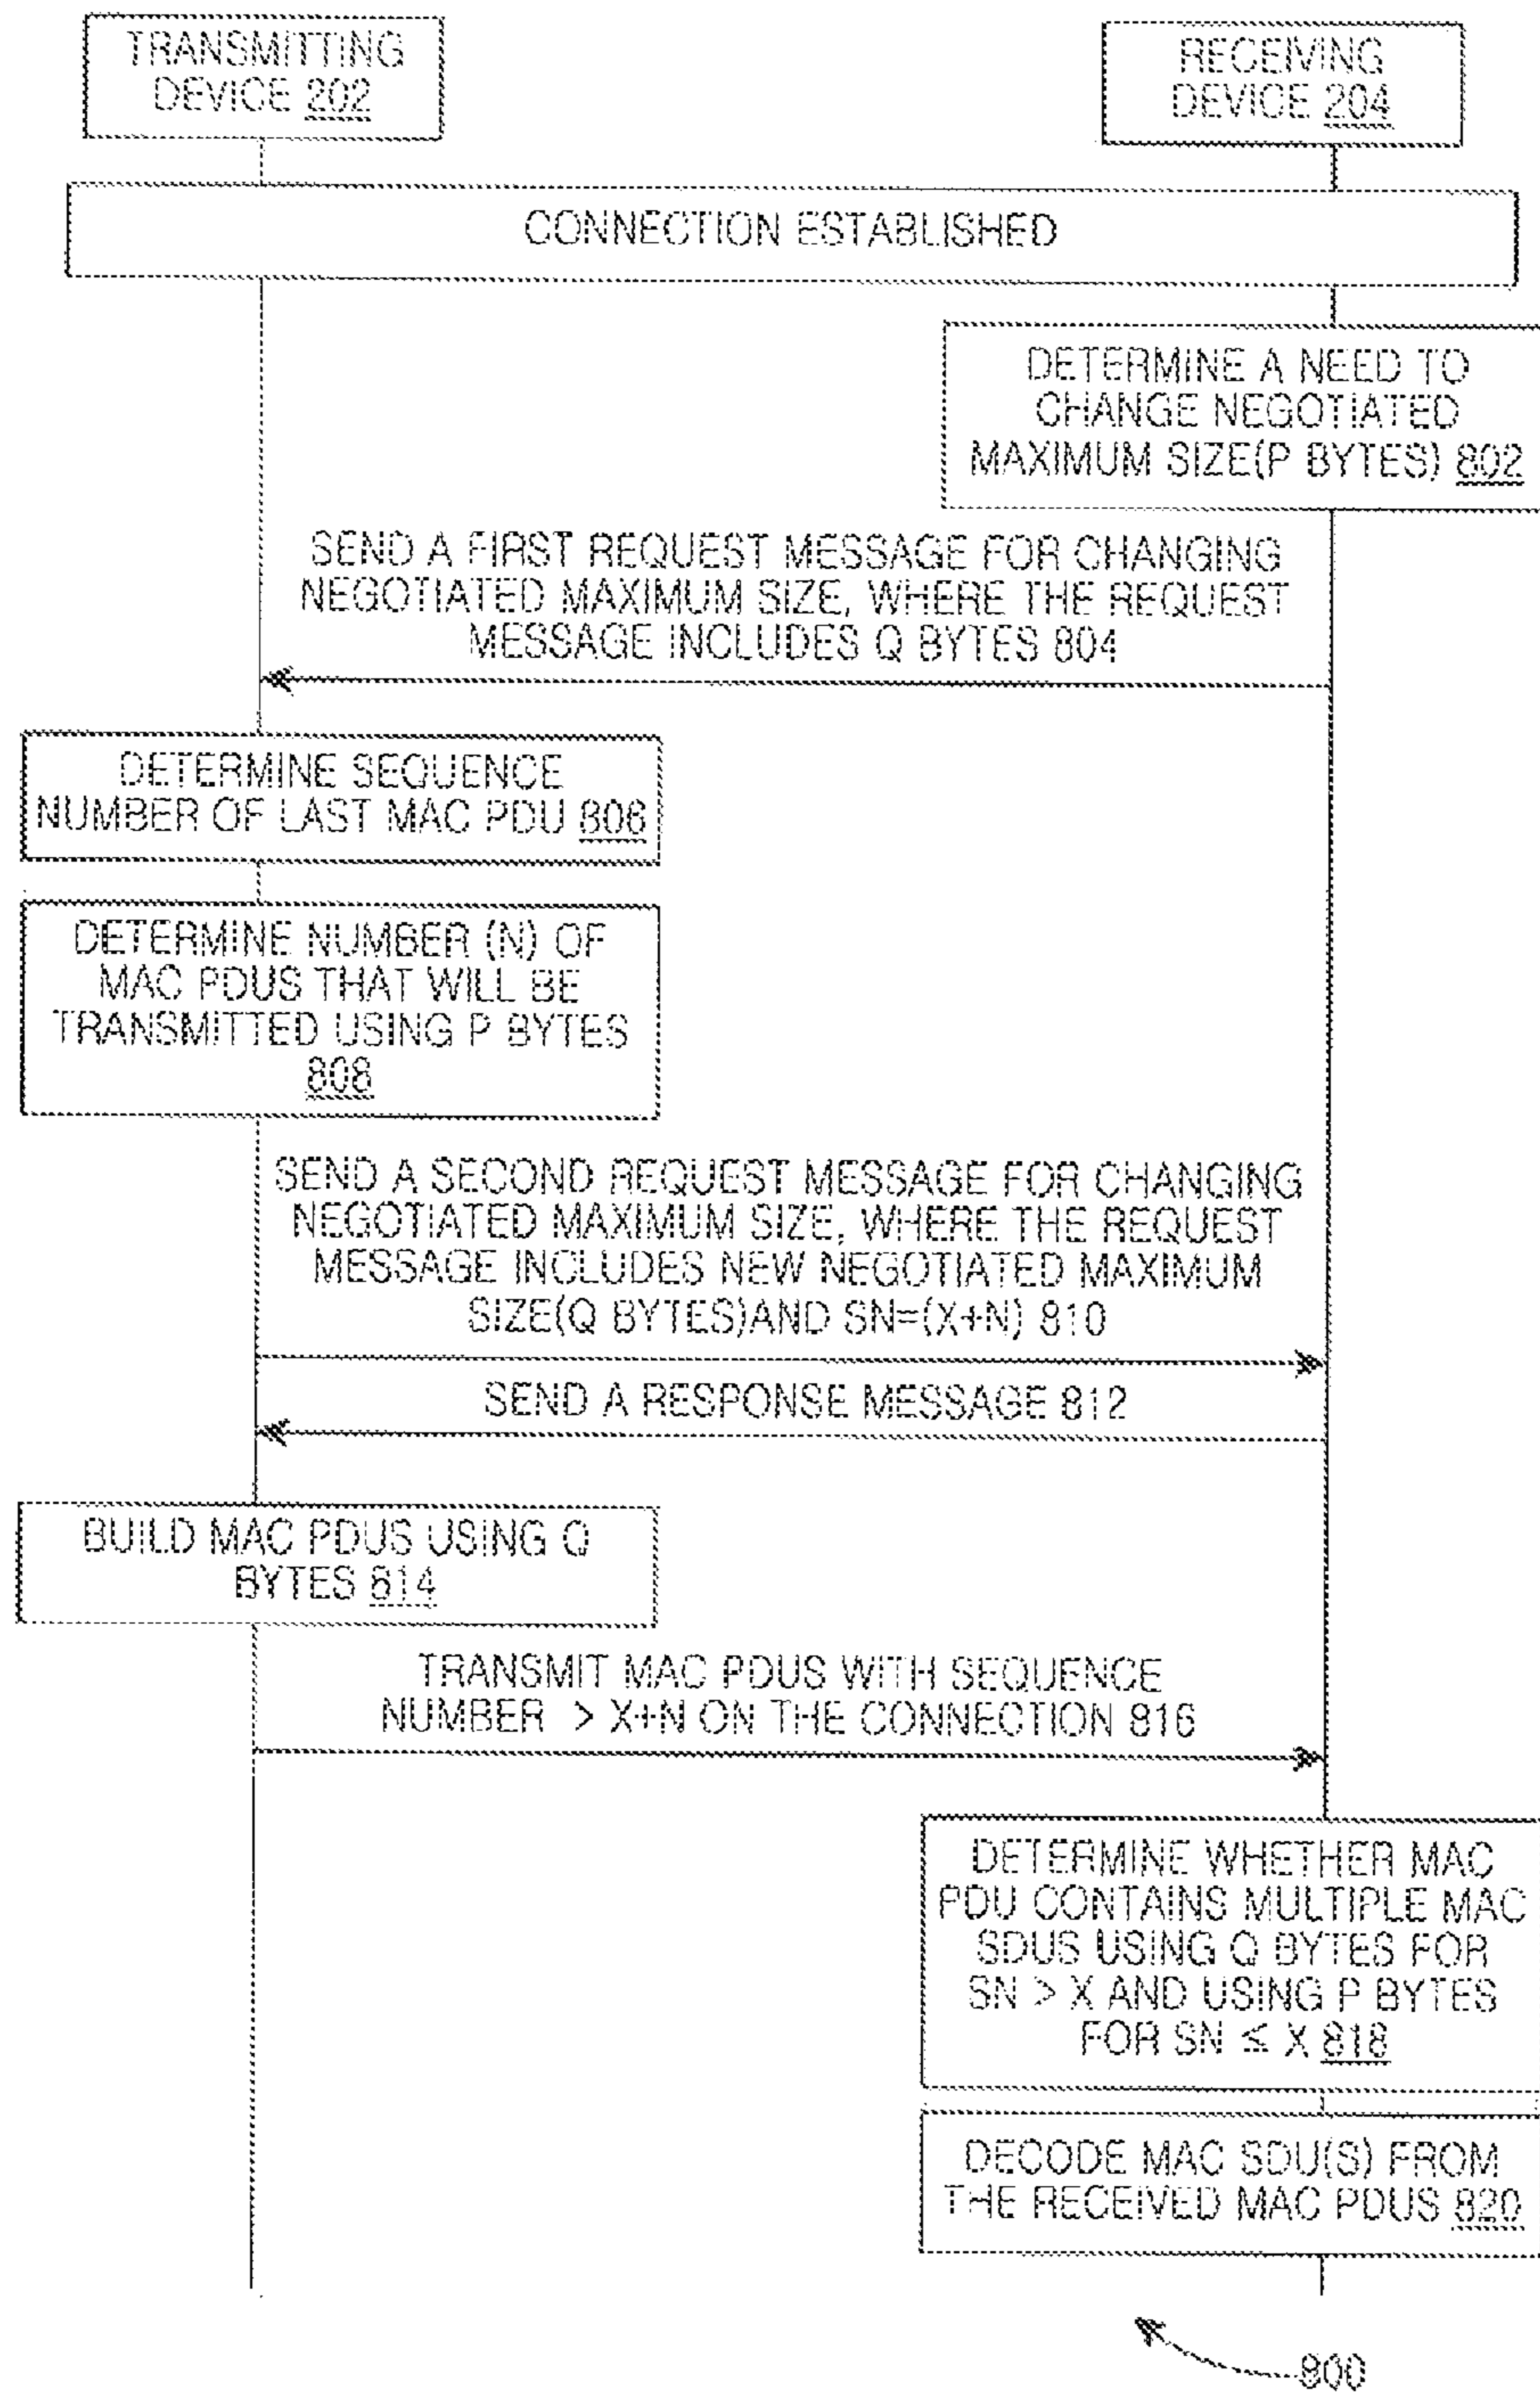 TRANSMITTING
DEVICE 202
RECEIVING
DEVICE 204
CONNECTION ESTABLISHED
DETERMINE A NEED TO
CHANGE NEGOTIATED
MAXIMUM SIZE(P BYTES) 802
SEND A FIRST REQUEST MESSAGE FOR CHANGING
NEGOTIATED MAXIMUM SIZE, WHERE THE REQUEST
MESSAGE INCLUDES Q BYTES 804
DETERMINE SEQUENCE
NUMBER OF LAST MAC PDU 806
DETERMINE NUMBER (N) OF
MAC PDUS THAT WILL BE
TRANSMITTED USING P BYTES
808
SEND A SECOND REQUEST MESSAGE FOR CHANGING
NEGOTIATED MAXIMUM SIZE, WHERE THE REQUEST
MESSAGE INCLUDES NEW NEGOTIATED MAXIMUM
SIZE(Q BYTES)AND SN=(X+N) 810
SEND A RESPONSE MESSAGE 812
BUILD MAC PDUS USING Q
BYTES 814
TRANSMIT MAC PDUS WITH SEQUENCE
NUMBER > X+N ON THE CONNECTION 816
DETERMINE WHETHER MAC
PDU CONTAINS MULTIPLE MAC
SDUS USING Q BYTES FOR
SN > X AND USING P BYTES
FOR SN ≤ X 818
DECODE MAC SDU(S) FROM
THE RECEIVED MAC PDUS 820
800